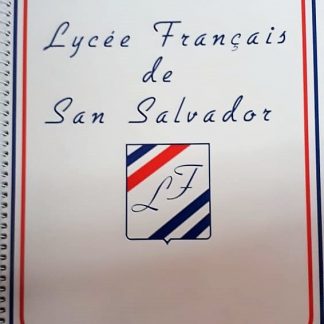 Lycée Français
de
San Salvador
LF